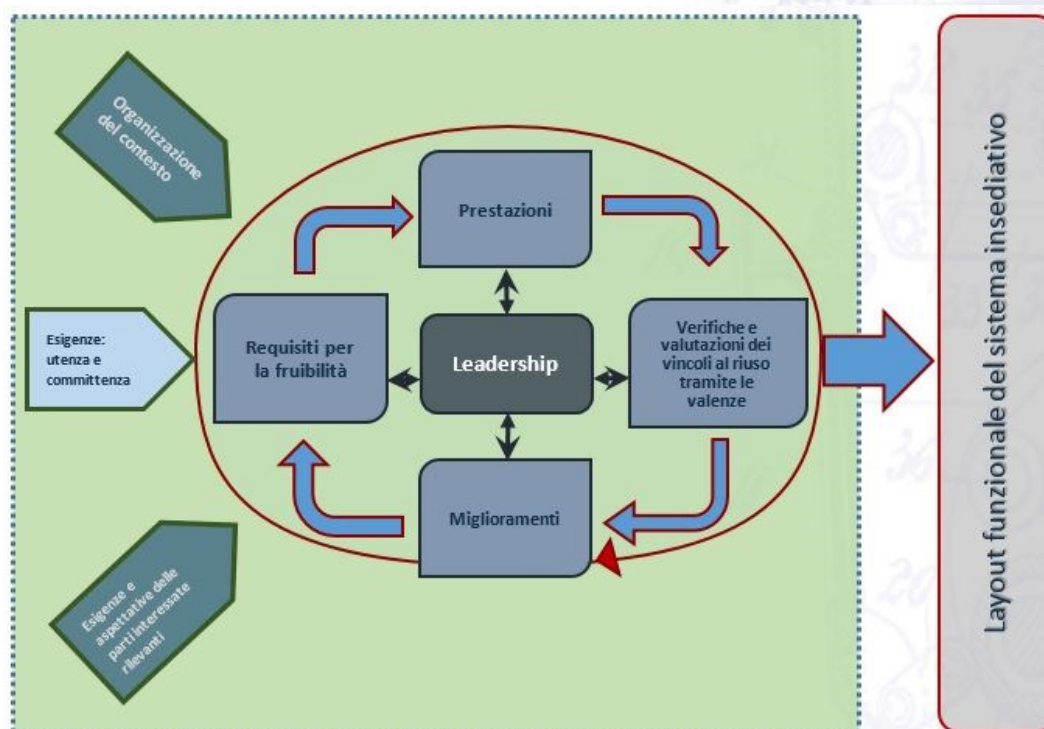 Organizzazione
del contesto
Prestazioni
Esigenze:
utenza e
committenza
Requisiti per
la fruibilità
Leadership
Verifiche e
valutazioni dei
vincoli al riuso
tramite le
valenze
Miglioramenti
Esigenze e
aspettative delle
parti interessate
rilevanti
Layout funzionale del sistema insediativo